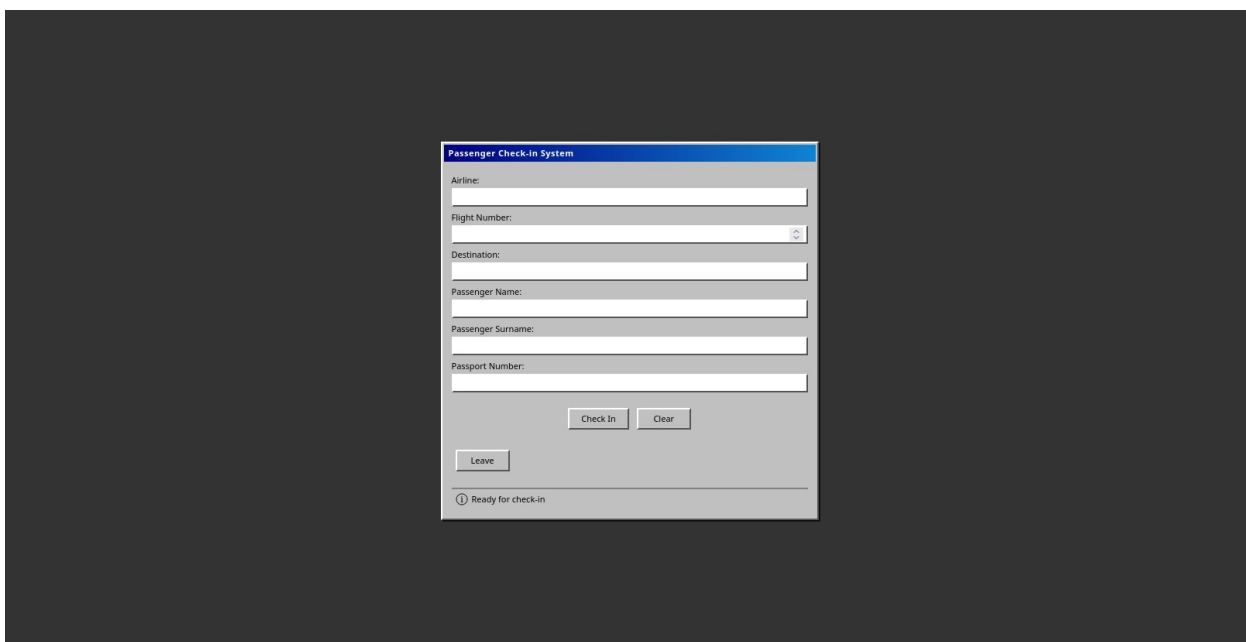 Passenger Check-in System
Airline:
Flight Number:
Destination:
Passenger Name:
Passenger Surname:
Passport Number:
Check In Clear
Leave
Ready for check-in